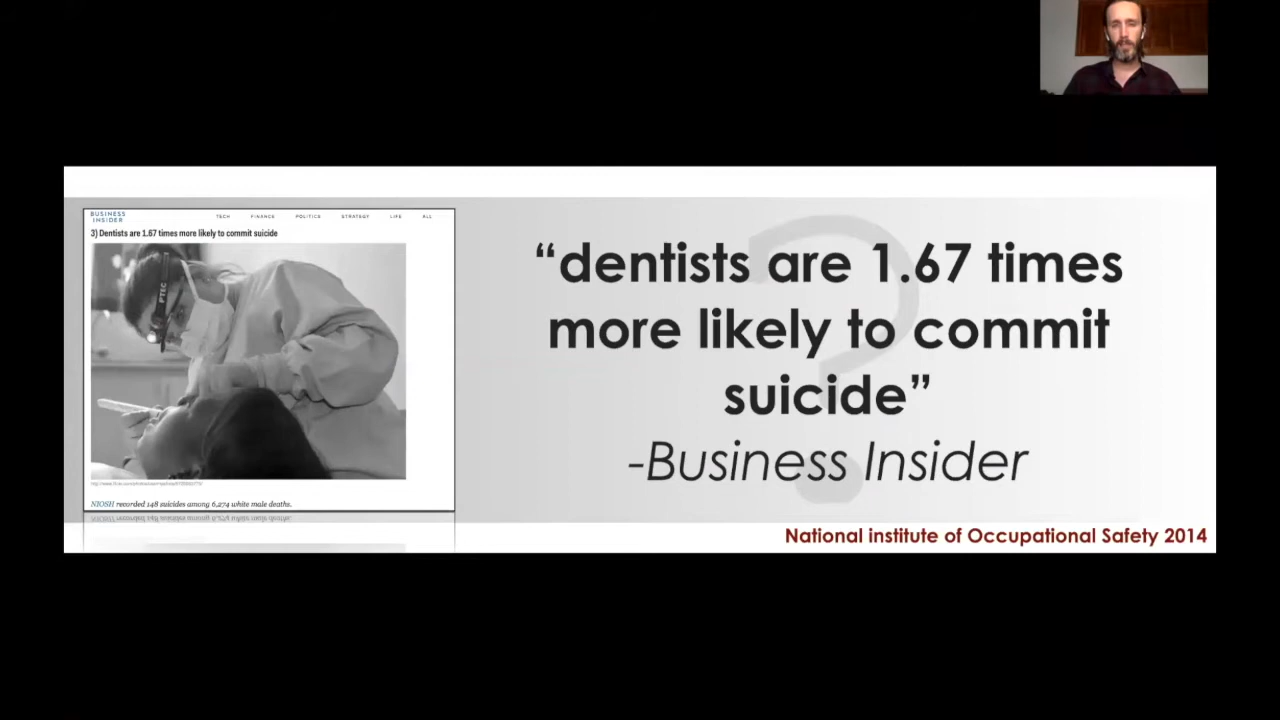 BUSINESS
INSIDER
TECH FINANCE POLITICS STRATEGY LIFE ALL
3) Dentists are 1.67 times more likely to commit suicide
PTEC
NIOSH recorded 148 suicides among 6,274 white male deaths.
“dentists are 1.67 times
more likely to commit
suicide”
-Business Insider
National institute of Occupational Safety 2014